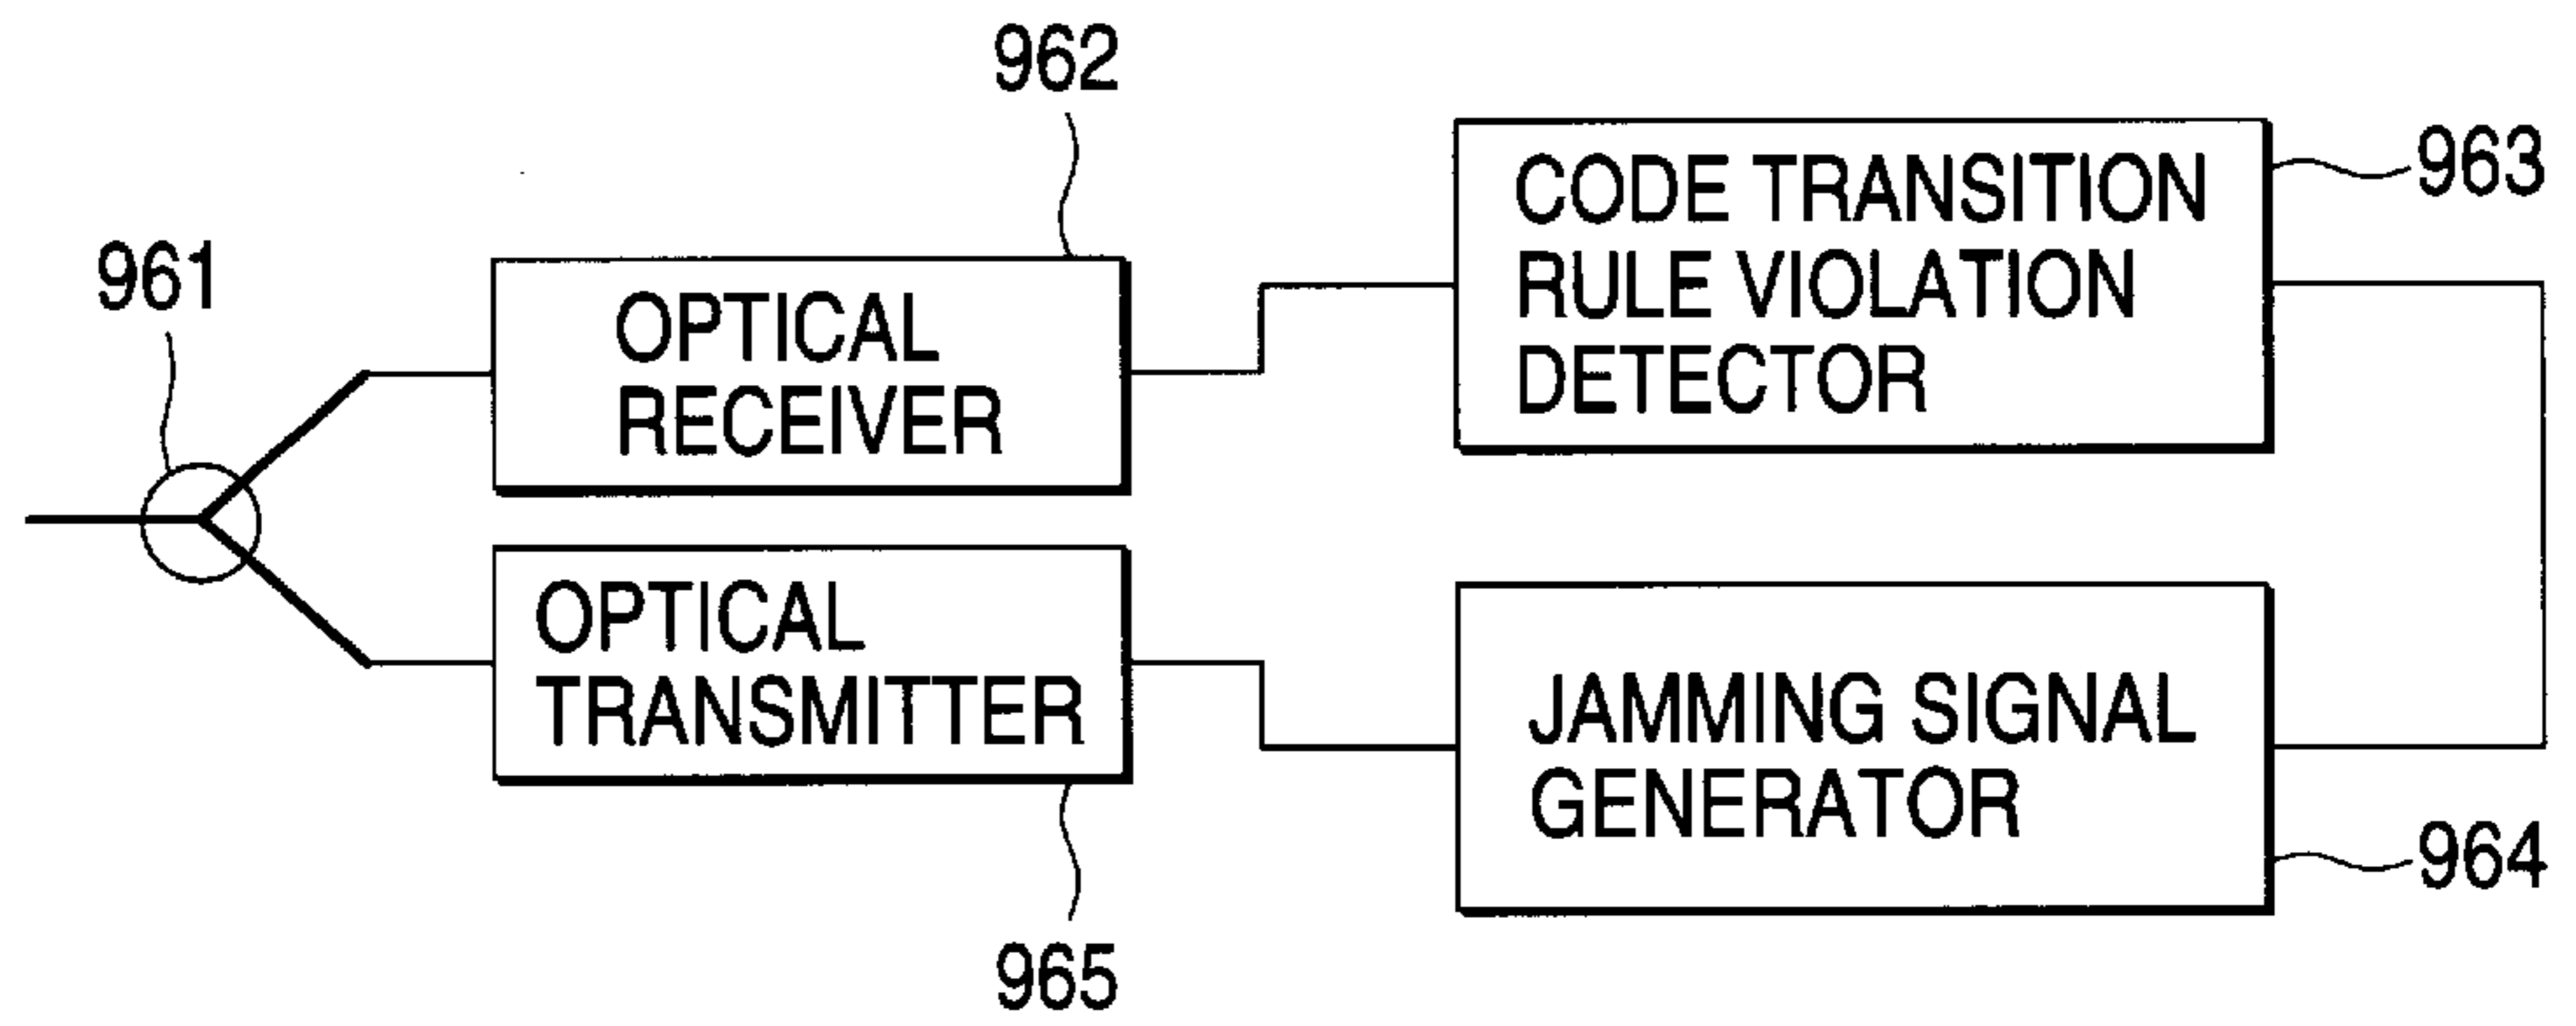 962
963
CODE TRANSITION
RULE VIOLATION
DETECTOR
961
OPTICAL
RECEIVER
OPTICAL
TRANSMITTER
JAMMING SIGNAL
GENERATOR
964
965